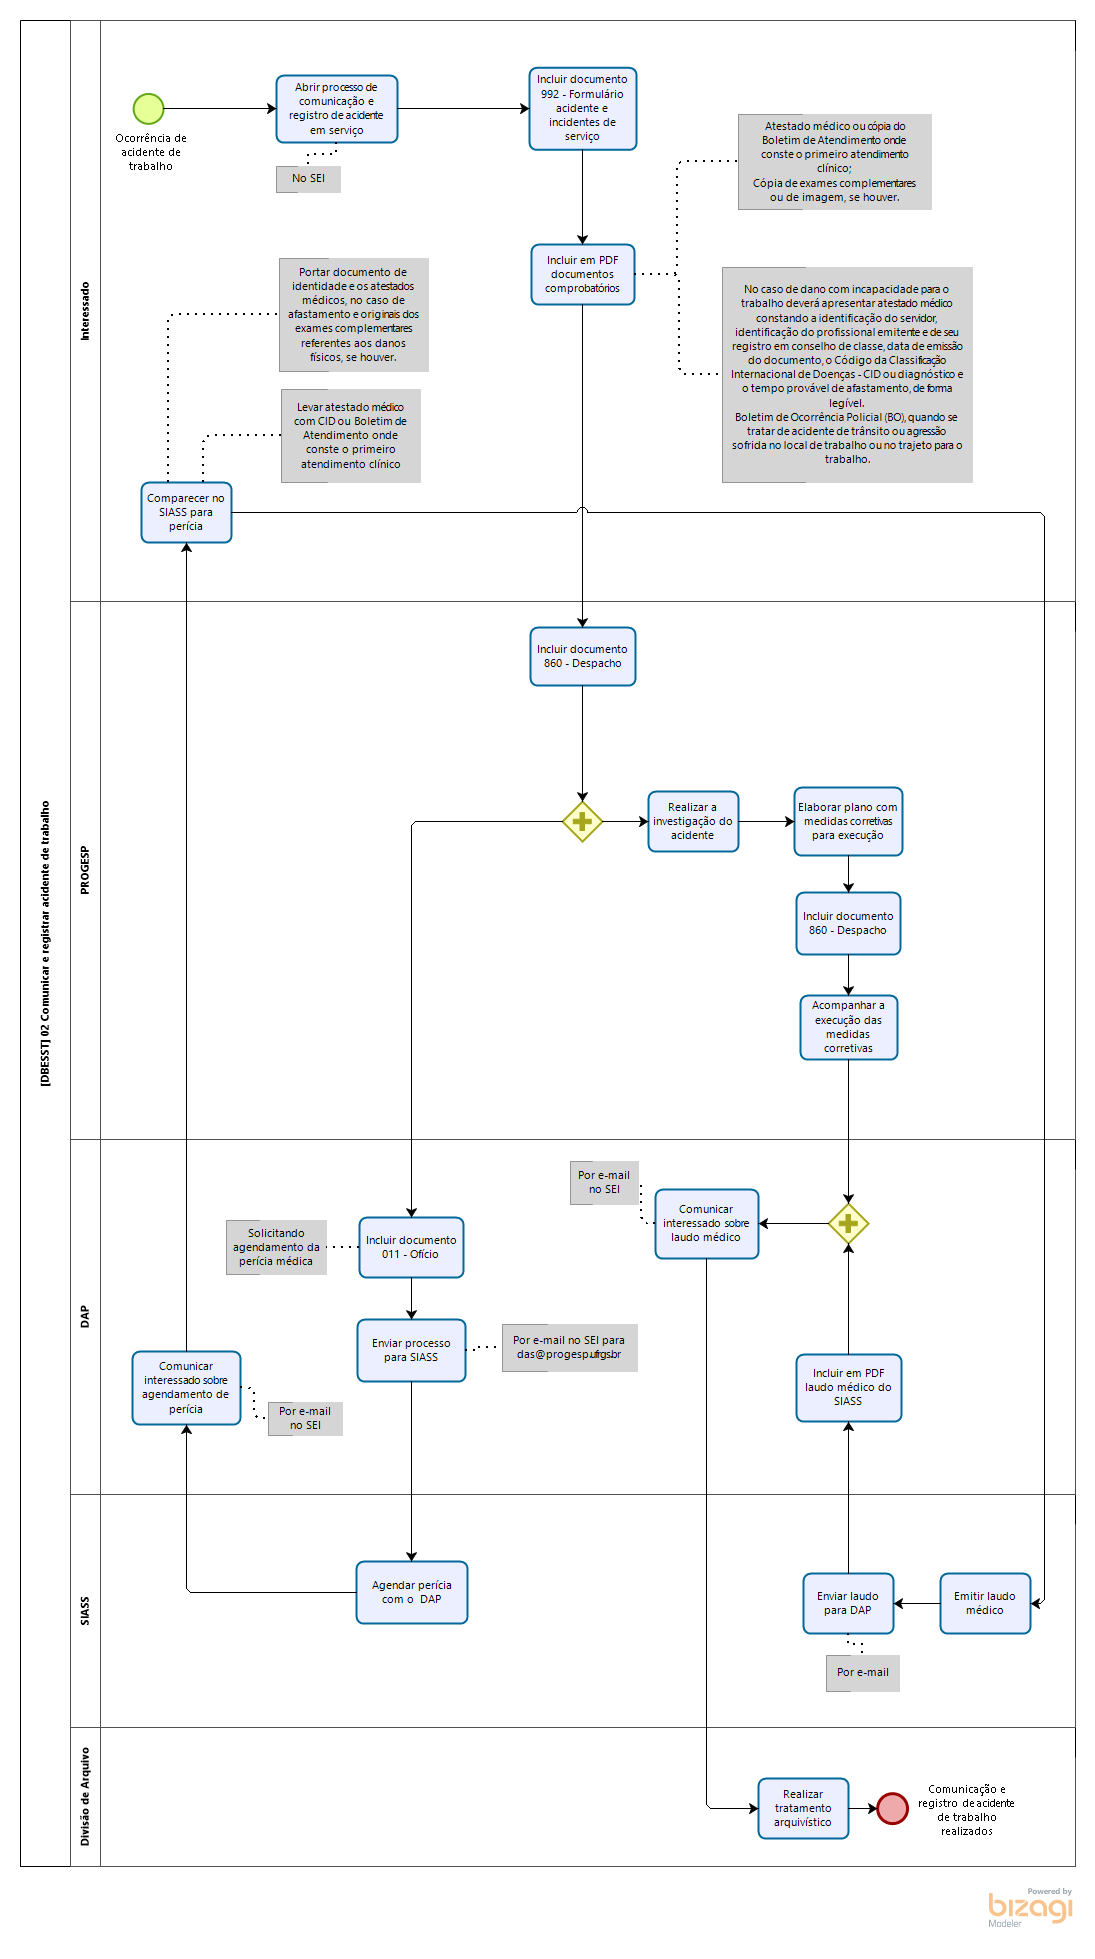 [DBESST] 02 Comunicar e registrar acidente de trabalho
Interessado
Ocorrência de
acidente de
trabalho
Abrir processo de
comunicação e
registro de acidente
em serviço
No SEI
Incluir documento
992 - Formulário
acidente e
incidentes de
serviço
Atestado médico ou cópia do
Boletim de Atendimento onde
conste o primeiro atendimento
clínico;
Cópia de exames complementares
ou de imagem, se houver.
Incluir em PDF
documentos
comprobatórios
Portar documento de
identidade e os atestados
médicos, no caso de
afastamento e originais dos
exames complementares
referentes aos danos
físicos, se houver.
No caso de dano com incapacidade para o
trabalho deverá apresentar atestado médico
constando a identificação do servidor,
identificação do profissional emitente e de seu
registro em conselho de classe, data de emissão
do documento, o Código da Classificação
Internacional de Doenças - CID ou diagnóstico e
o tempo provável de afastamento, de forma
legível.
Boletim de Ocorrência Policial (BO), quando se
tratar de acidente de trânsito ou agressão
sofrida no local de trabalho ou no trajeto para o
trabalho.
Levar atestado médico
com CID ou Boletim de
Atendimento onde
conste o primeiro
atendimento clínico
Comparecer no
SIASS para
perícia
PROGESP
Incluir documento
860 - Despacho
Realizar a
investigação do
acidente
Elaborar plano com
medidas corretivas
para execução
Incluir documento
860 - Despacho
Acompanhar a
execução das
medidas
corretivas
DAP
Por e-mail
no SEI
Comunicar
interessado sobre
laudo médico
Solicitando
agendamento da
perícia médica
Incluir documento
011 - Ofício
Enviar processo
para SIASS
Por e-mail no SEI para
das@progesp.ufrgs.br
Comunicar
interessado sobre
agendamento de
perícia
Por e-mail
no SEI
Incluir em PDF
laudo médico do
SIASS
SIASS
Agendar perícia
com o DAP
Enviar laudo
para DAP
Emitir laudo
médico
Por e-mail
Divisão de Arquivo
Realizar
tratamento
arquivístico
Comunicação e
registro de acidente
de trabalho
realizados
Powered by
bizagi
Modeler